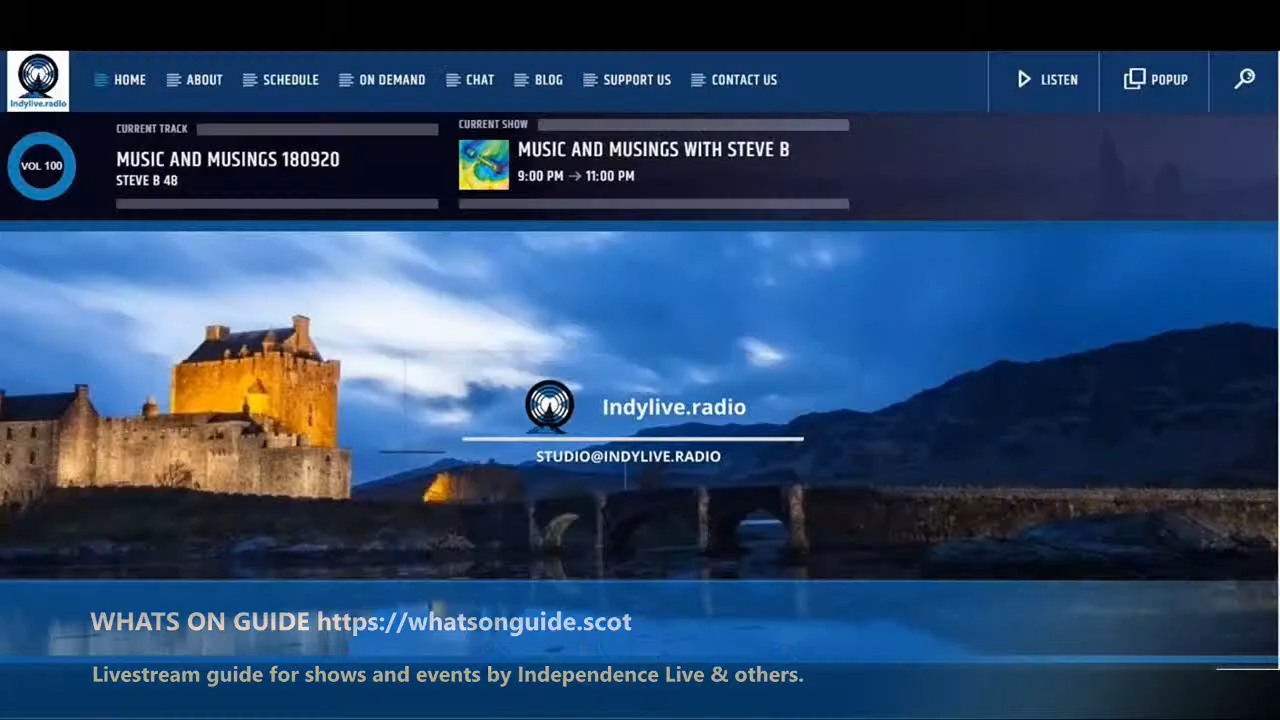 Indylive.radio
HOME ABOUT SCHEDULE ON DEMAND CHAT BLOG SUPPORT US CONTACT US LISTEN POPUP
VOL 100
CURRENT TRACK
MUSIC AND MUSINGS 180920
STEVE B 48
CURRENT SHOW
MUSIC AND MUSINGS WITH STEVE B
9:00 PM → 11:00 PM
Indylive.radio
STUDIO@INDYLIVE.RADIO
WHATS ON GUIDE https://whatsonguide.scot
Livestream guide for shows and events by Independence Live & others.